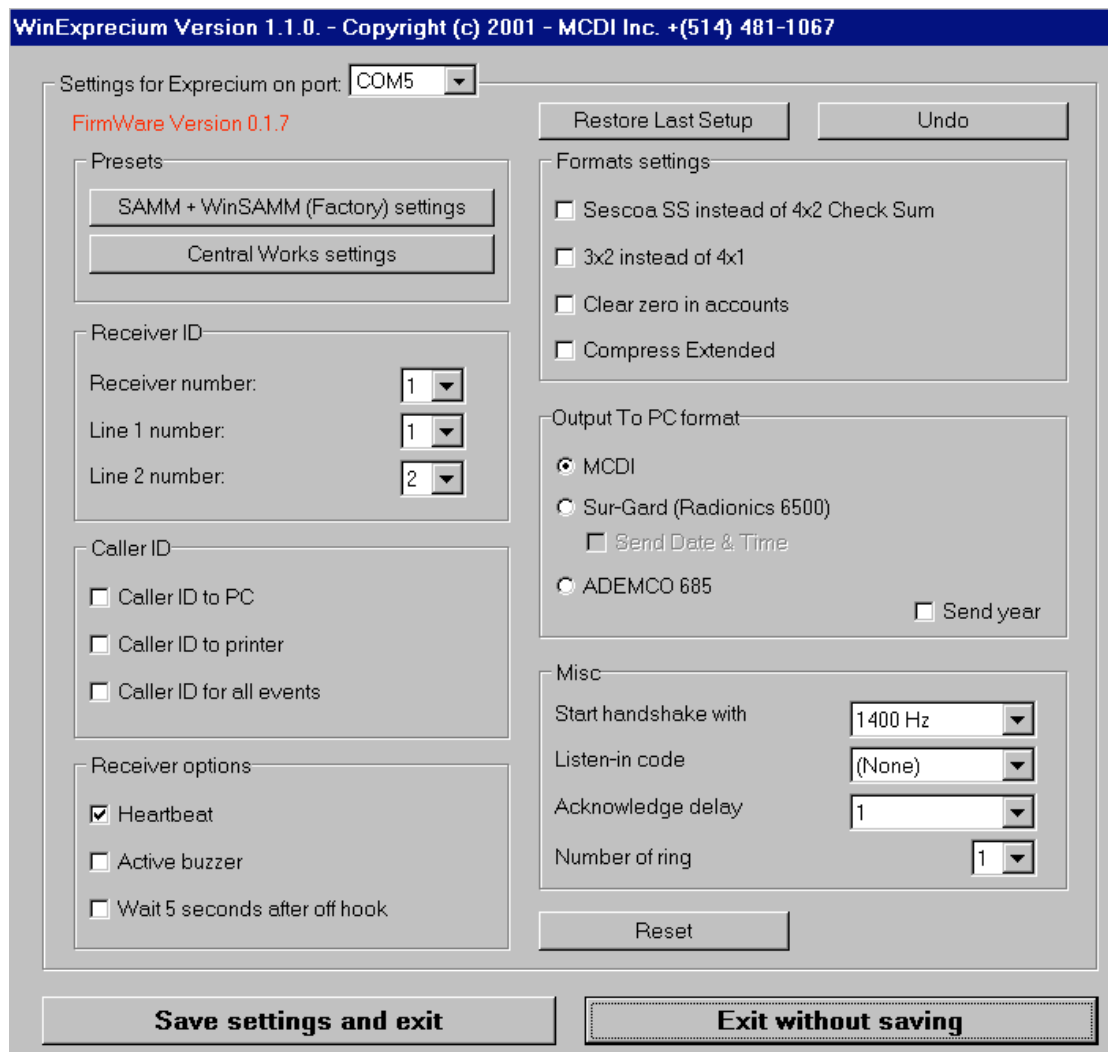 WinExprecium Version 1.1.0. - Copyright (c) 2001 - MCDI Inc. +(514) 481-1067
Settings for Exprecium on port: COM5
FirmWare Version 0.1.7
Restore Last Setup
Undo
Presets
SAMM + WinSAMM (Factory) settings
Central Works settings
Receiver ID
Receiver number: 1
Line 1 number: 1
Line 2 number: 2
Caller ID
Caller ID to PC
Caller ID to printer
Caller ID for all events
Receiver options
Heartbeat
Active buzzer
Wait 5 seconds after off hook
Formats settings
Sescoa SS instead of 4x2 Check Sum
3x2 instead of 4x1
Clear zero in accounts
Compress Extended
Output To PC format
MCDI
Sur-Gard (Radionics 6500)
Send Date & Time
ADEMCO 685
Send year
Misc
Start handshake with 1400 Hz
Listen-in code (None)
Acknowledge delay 1
Number of ring 1
Reset
Save settings and exit
Exit without saving